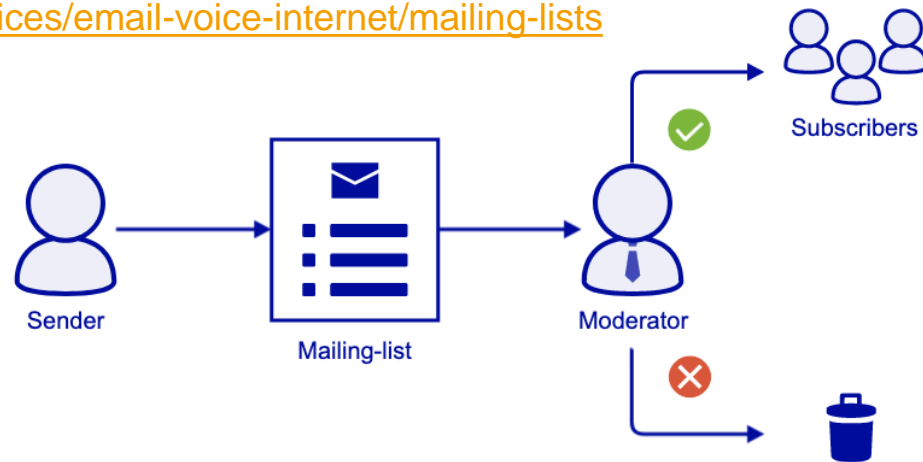 ices/email-voice-internet/mailing-lists
Subscribers
Sender
Moderator
Mailing-list